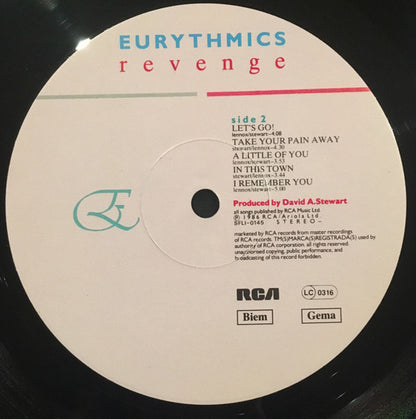 EURYTHMICS
revenge
side 2
LET'S GO!
lennox/stewart–4.08
TAKE YOUR PAIN AWAY
stewart/lennox–4.30
A LITTLE OF YOU
lennox/stewart–3.53
IN THIS TOWN
stewart/lennox–3.44
I REMEMBER YOU
lennox/stewart–5.00
Produced by David A.Stewart
all songs published by RCA Music Ltd
℗ 1986 RCA/Ariola Ltd.
SFLI-0145 STEREO–
marketed by RCA records from master recordings
of RCA records. TM(S)MARCA(S)REGISTRADA(S) used by
authority of RCA corporation. all rights reserved.
unauthorised copying, public performance, and
broadcasting of this record forbidden.
RCA
LC 0316
Biem
Gema